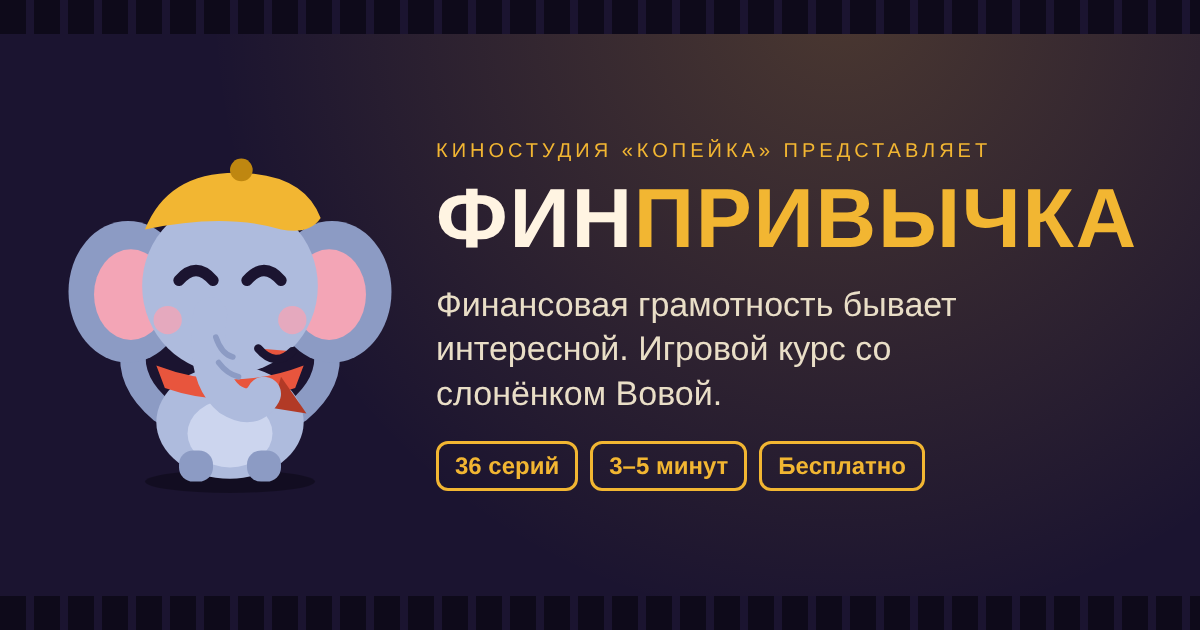 КИНОСТУДИЯ «КОПЕЙКА» ПРЕДСТАВЛЯЕТ
ФИНПРИВЫЧКА
Финансовая грамотность бывает
интересной. Игровой курс со
слонёнком Вовой.
36 серий
3–5 минут
Бесплатно